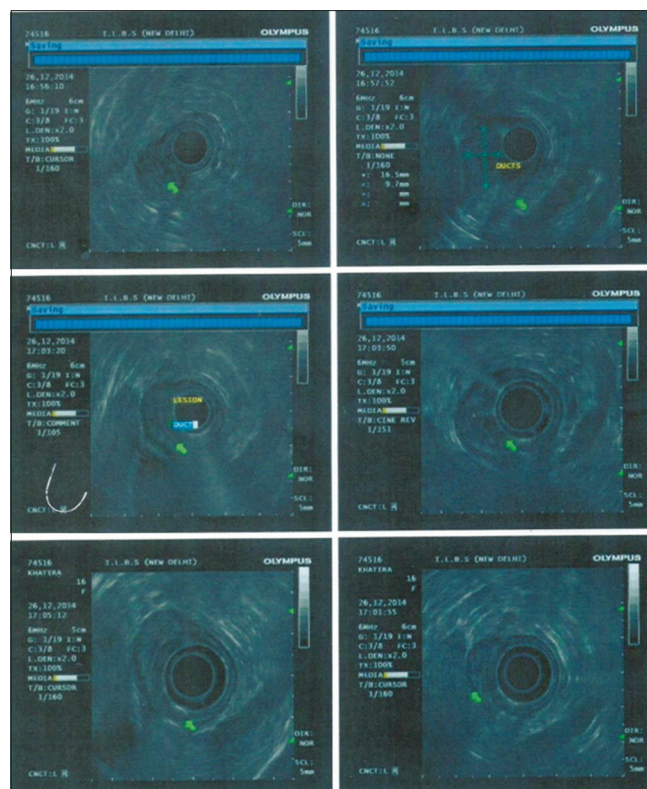 74516 I.L.B.S (NEW DELHI) OLYMPUS
Saving
26,12,2014
16:56:10
6MHz 6cm
G: 1/19 I:N
C:3/8 FC:3
L.DEN:x2.0
TX:100%
MEDIA
T/B:CURSOR
1/160
DIR:
NOR
SCL:
5mm
CNCT:L R
74516 I.L.B.S (NEW DELHI) OLYMPUS
Saving
26,12,2014
16:57:52
6MHz 6cm
G: 1/19 I:N
C:3/8 FC:3
L.DEN:x2.0
TX:100%
MEDIA
T/B:NONE
1/160
+: 16.5mm
×: 9.7mm
mm
mm
DUCTS
DIR:
NOR
SCL:
5mm
CNCT:L R
74516 I.L.B.S (NEW DELHI) OLYMPUS
Saving
26,12,2014
17:03:20
6MHz 6cm
G: 1/19 I:N
C:3/8 FC:3
L.DEN:x2.0
TX:100%
MEDIA
T/B:COMMENT
1/105
LESION
DUCT
DIR:
NOR
SCL:
5mm
CNCT:
74516 I.L.B.S (NEW DELHI) OLYMPUS
Saving
26,12,2014
17:03:50
6MHz 5cm
G: 1/19 I:N
C:3/8 FC:3
L.DEN:x2.0
TX:100%
MEDIA
T/B:CINE REV
1/151
DIR:
NOR
SCL:
5mm
CNCT:L R
74516 I.L.B.S (NEW DELHI) OLYMPUS
KHATIKA
16
F
26,12,2014
17:05:12
6MHz 5cm
G: 1/19 I:N
C:3/8 FC:3
L.DEN:x2.0
TX:100%
MEDIA
T/B:CURSOR
1/160
DIR:
NOR
SCL:
5mm
CNCT:L R
74516 I.L.B.S (NEW DELHI) OLYMPUS
16
F
26,12,2014
6MHz 5cm
G: 1/19 I:N
C:3/8 FC:3
L.DEN:x2.0
TX:100%
MEDIA
T/B:CURSOR
1/160
DIR:
NOR
SCL:
5mm
CNCT:L R